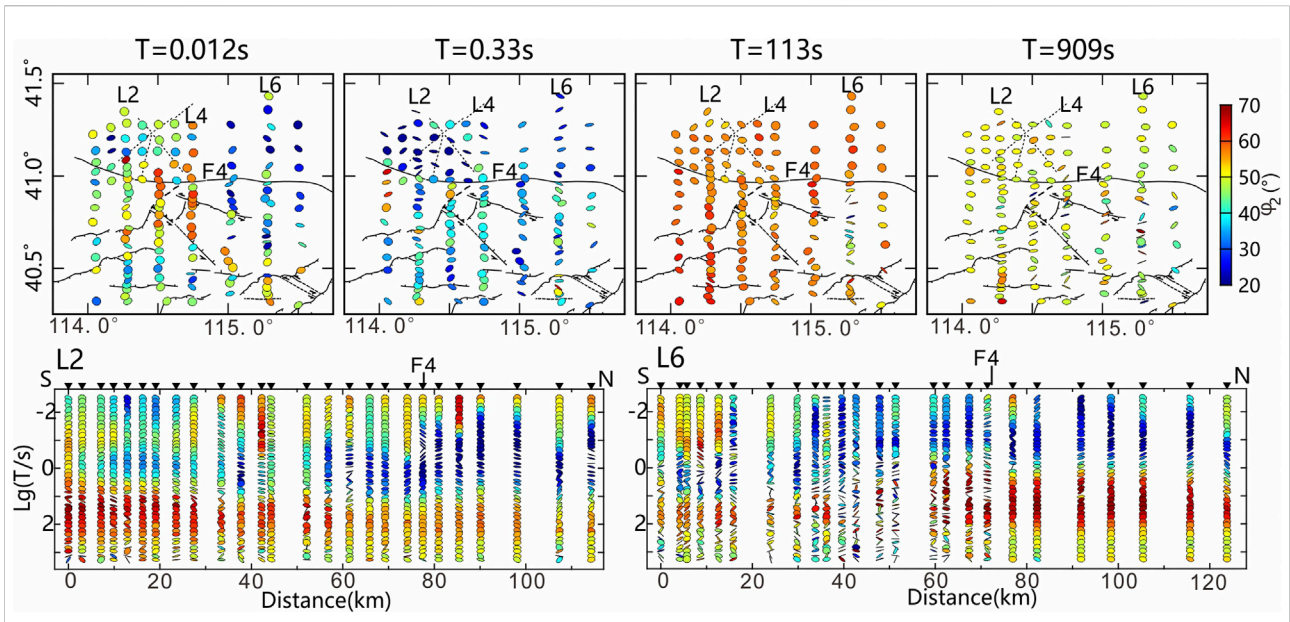 T=0.012s T=0.33s T=113s T=909s
41.5°
41.0°
40.5°
L2 L4 L6 F4
L2 L4 L6 F4
L2 L4 L6 F4
L2 L4 L6 F4
114.0° 115.0° 114.0° 115.0° 114.0° 115.0° 114.0° 115.0°
70
60
50
40
30
20
φ₂(°)
L2
S F4 N
-2
0
2
Lg(T/s)
0 20 40 60 80 100
Distance(km)
L6
S F4 N
-2
0
2
0 20 40 60 80 100 120
Distance(km)